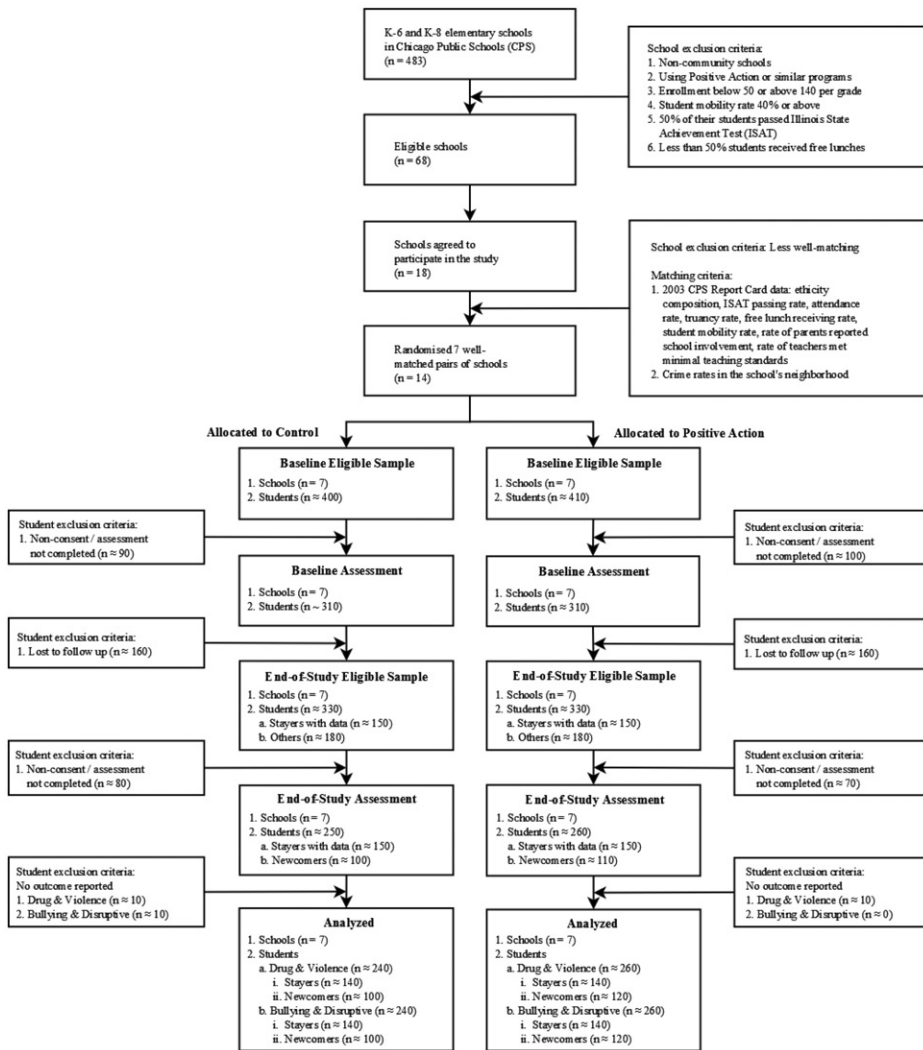 K-6 and K-8 elementary schools
in Chicago Public Schools (CPS)
(n = 483)
School exclusion criteria:
1. Non-community schools
2. Using Positive Action or similar programs
3. Enrollment below 50 or above 140 per grade
4. Student mobility rate 40% or above
5. 50% of their students passed Illinois State
Achievement Test (ISAT)
6. Less than 50% students received free lunches
Eligible schools
(n = 68)
Schools agreed to
participate in the study
(n = 18)
School exclusion criteria: Less well-matching
Matching criteria:
1. 2003 CPS Report Card data: ethicity
composition, ISAT passing rate, attendance
rate, truancy rate, free lunch receiving rate,
student mobility rate, rate of parents reported
school involvement, rate of teachers met
minimal teaching standards
2. Crime rates in the school's neighborhood
Randomised 7 well-
matched pairs of schools
(n = 14)
Allocated to Control
Allocated to Positive Action
Baseline Eligible Sample
1. Schools (n = 7)
2. Students (n ≈ 400)
Baseline Eligible Sample
1. Schools (n = 7)
2. Students (n ≈ 410)
Student exclusion criteria:
1. Non-consent / assessment
not completed (n ≈ 90)
Student exclusion criteria:
1. Non-consent / assessment
not completed (n ≈ 100)
Baseline Assessment
1. Schools (n = 7)
2. Students (n ~ 310)
Baseline Assessment
1. Schools (n = 7)
2. Students (n ≈ 310)
Student exclusion criteria:
1. Lost to follow up (n ≈ 160)
Student exclusion criteria:
1. Lost to follow up (n ≈ 160)
End-of-Study Eligible Sample
1. Schools (n = 7)
2. Students (n ≈ 330)
a. Stayers with data (n ≈ 150)
b. Others (n ≈ 180)
End-of-Study Eligible Sample
1. Schools (n = 7)
2. Students (n ≈ 330)
a. Stayers with data (n ≈ 150)
b. Others (n ≈ 180)
Student exclusion criteria:
1. Non-consent / assessment
not completed (n ≈ 80)
Student exclusion criteria:
1. Non-consent / assessment
not completed (n ≈ 70)
End-of-Study Assessment
1. Schools (n = 7)
2. Students (n ≈ 250)
a. Stayers with data (n ≈ 150)
b. Newcomers (n ≈ 100)
End-of-Study Assessment
1. Schools (n = 7)
2. Students (n ≈ 260)
a. Stayers with data (n ≈ 150)
b. Newcomers (n ≈ 110)
Student exclusion criteria:
No outcome reported
1. Drug & Violence (n ≈ 10)
2. Bullying & Disruptive (n ≈ 10)
Student exclusion criteria:
No outcome reported
1. Drug & Violence (n ≈ 10)
2. Bullying & Disruptive (n ≈ 0)
Analyzed
1. Schools (n = 7)
2. Students
a. Drug & Violence (n ≈ 240)
i. Stayers (n ≈ 140)
ii. Newcomers (n ≈ 100)
b. Bullying & Disruptive (n ≈ 240)
i. Stayers (n ≈ 140)
ii. Newcomers (n ≈ 100)
Analyzed
1. Schools (n = 7)
2. Students
a. Drug & Violence (n ≈ 260)
i. Stayers (n ≈ 140)
ii. Newcomers (n ≈ 120)
b. Bullying & Disruptive (n ≈ 260)
i. Stayers (n ≈ 140)
ii. Newcomers (n ≈ 120)